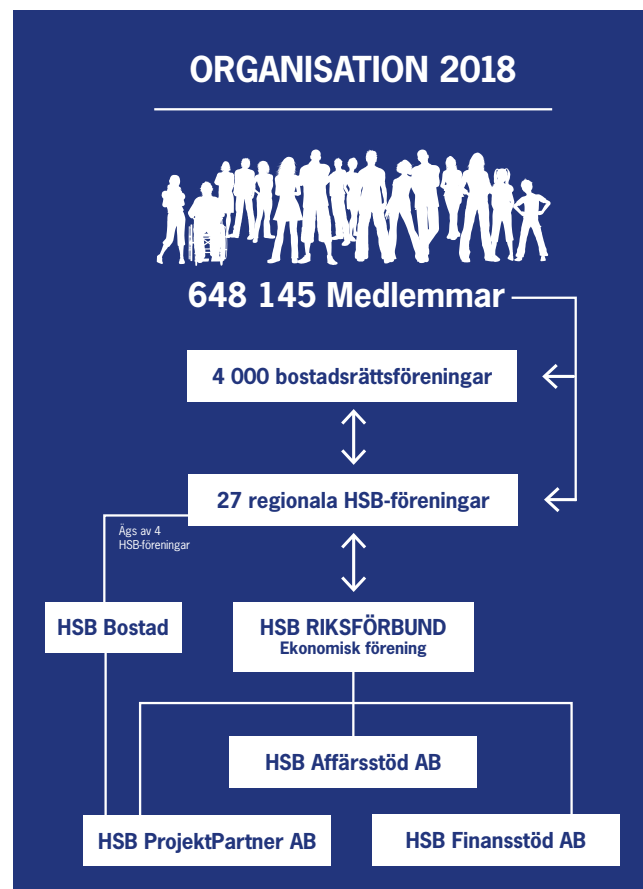 ORGANISATION 2018
648 145 Medlemmar
4 000 bostadsrättsföreningar
27 regionala HSB-föreningar
Ägs av 4
HSB-föreningar
HSB Bostad
HSB RIKSFÖRBUND
Ekonomisk förening
HSB Affärsstöd AB
HSB ProjektPartner AB
HSB Finansstöd AB